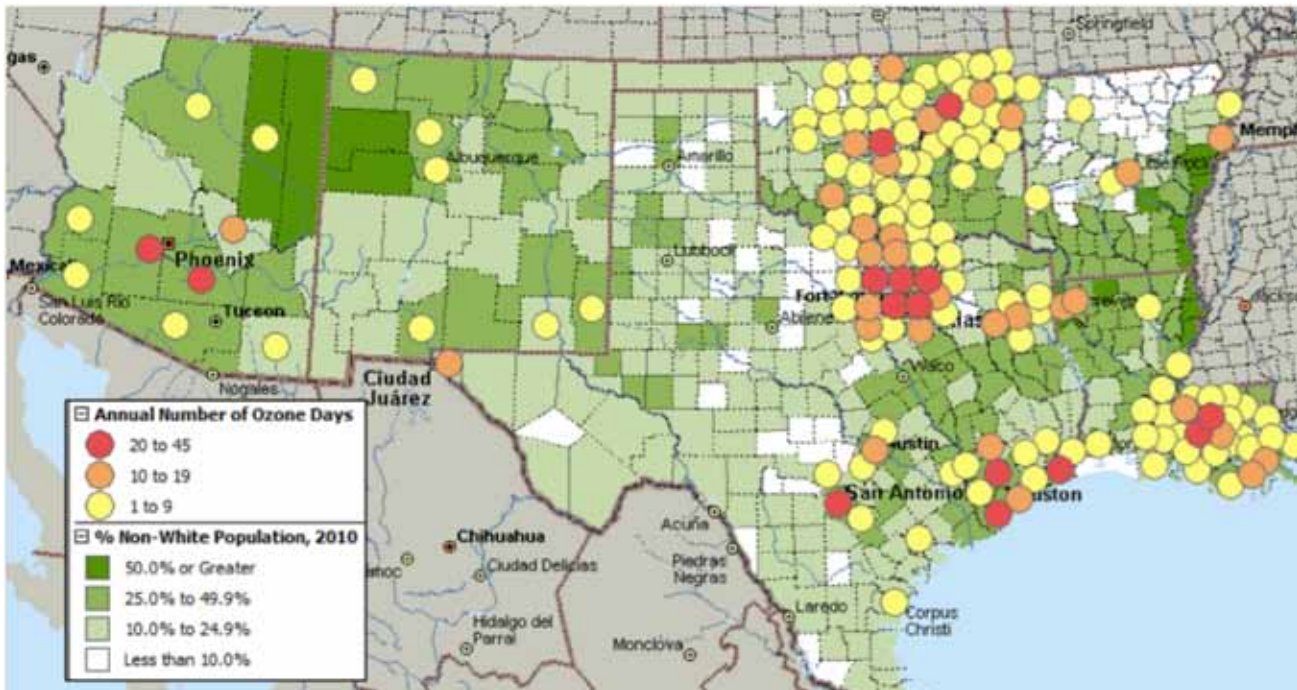 gas
Springfield
Memph
Albuquerque
Amarillo
Phoenix
Lubbock
Mexical
San Luis Rio
Colorado
Tucson
Abilene
Nogales
Ciudad
Juárez
Waco
Austin
San Antonio
Acuña
Piedras
Negras
Chihuahua
Ciudad Delicias
Hidalgo del
Parral
Monclova
Laredo
Corpus
Christi
Annual Number of Ozone Days
20 to 45
10 to 19
1 to 9
% Non-White Population, 2010
50.0% or Greater
25.0% to 49.9%
10.0% to 24.9%
Less than 10.0%